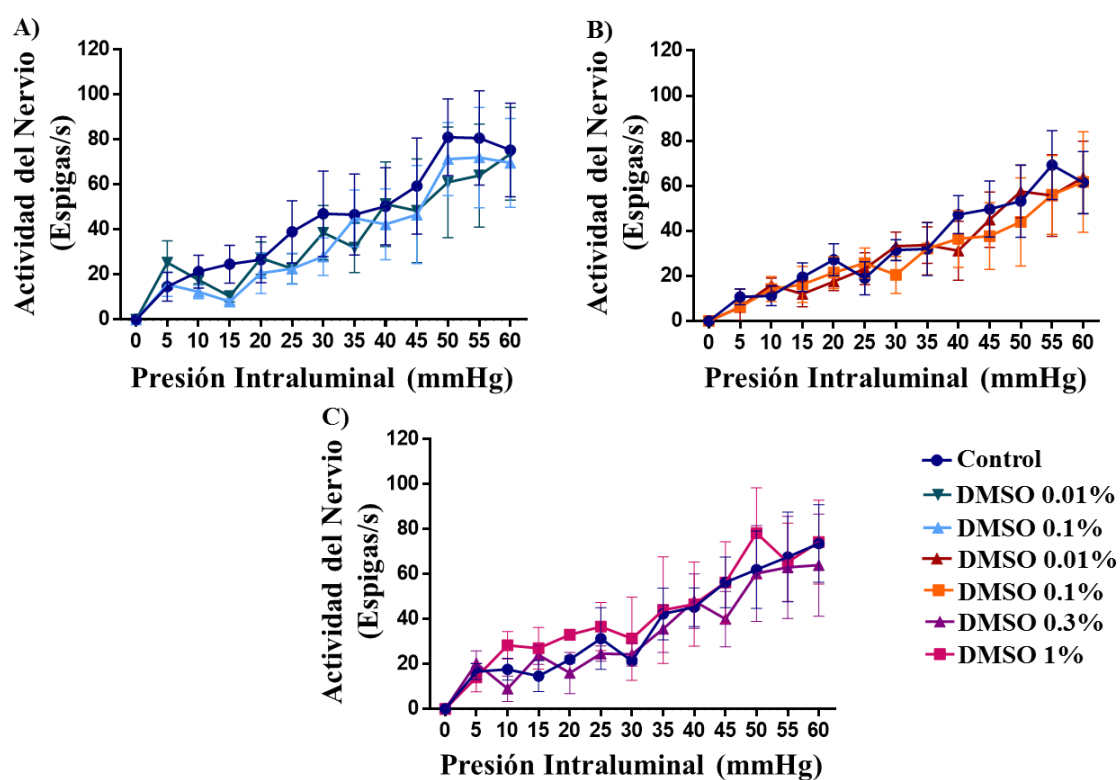 A)
Actividad del Nervio
(Espigas/s)
120
100
80
60
40
20
0
0 5 10 15 20 25 30 35 40 45 50 55 60
Presión Intraluminal (mmHg)
B)
Actividad del Nervio
(Espigas/s)
120
100
80
60
40
20
0
0 5 10 15 20 25 30 35 40 45 50 55 60
Presión Intraluminal (mmHg)
C)
Actividad del Nervio
(Espigas/s)
120
100
80
60
40
20
0
0 5 10 15 20 25 30 35 40 45 50 55 60
Presión Intraluminal (mmHg)
Control
DMSO 0.01%
DMSO 0.1%
DMSO 0.01%
DMSO 0.1%
DMSO 0.3%
DMSO 1%